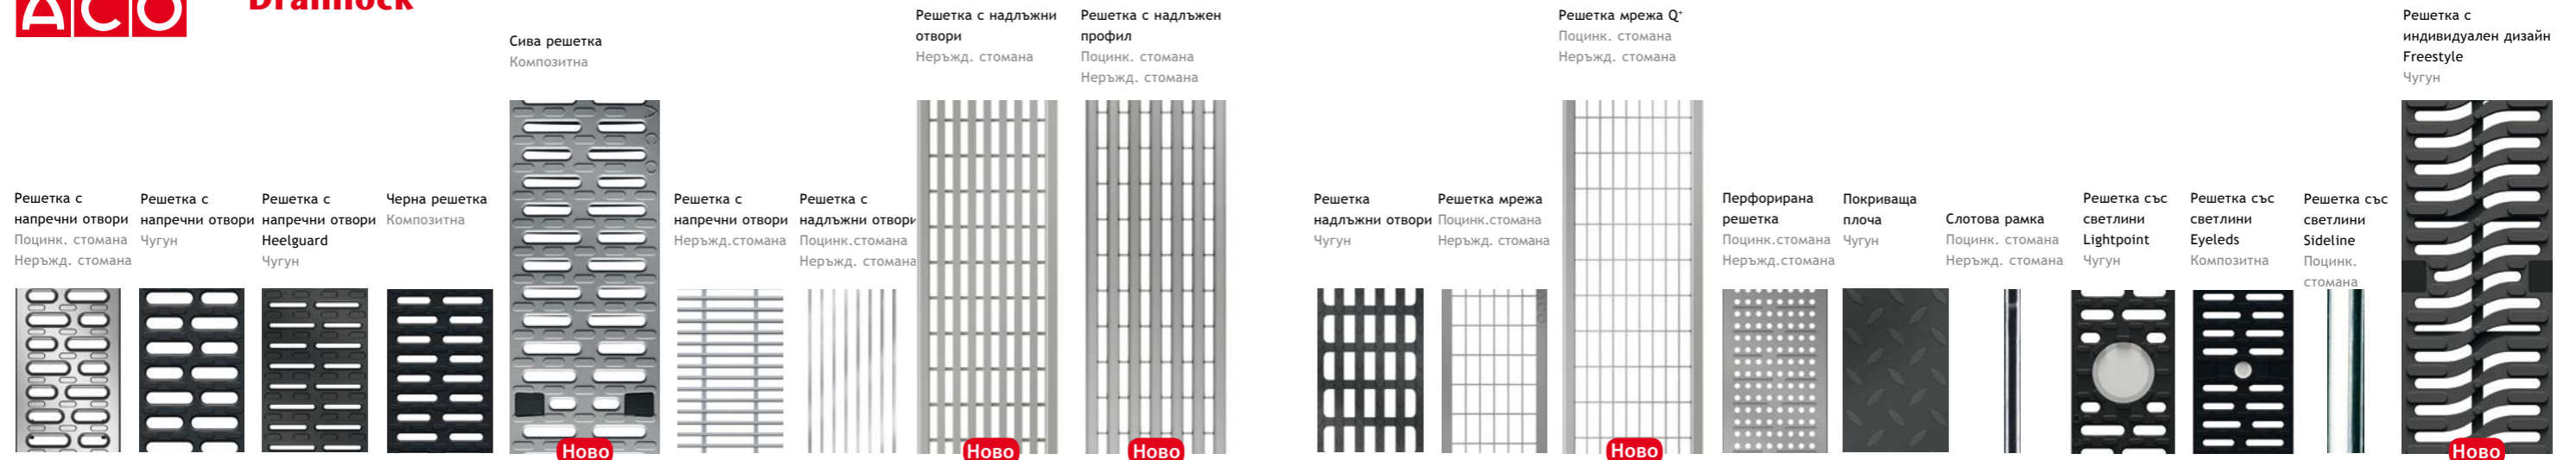 ACO
Drainlock
Решетка с
напречни отвори
Поцинк. стомана
Неръжд. стомана
Решетка с
напречни отвори
Чугун
Решетка с
напречни отвори
Heelguard
Чугун
Черна решетка
Композитна
Сива решетка
Композитна
Ново
Решетка с
напречни отвори
Неръжд.стомана
Решетка с
надлъжни отвори
Поцинк.стомана
Неръжд. стомана
Решетка с надлъжни
отвори
Неръжд. стомана
Ново
Решетка с надлъжен
профил
Поцинк. стомана
Неръжд. стомана
Ново
Решетка
надлъжни отвори
Чугун
Решетка мрежа
Поцинк.стомана
Неръжд. стомана
Решетка мрежа Q+
Поцинк. стомана
Неръжд. стомана
Ново
Перфорирана
решетка
Поцинк.стомана
Неръжд.стомана
Покриваща
плоча
Чугун
Слотова рамка
Поцинк. стомана
Неръжд. стомана
Решетка със
светлини
Lightpoint
Чугун
Решетка със
светлини
Eyeleds
Композитна
Решетка със
светлини
Sideline
Поцинк.
стомана
Решетка с
индивидуален дизайн
Freestyle
Чугун
Ново